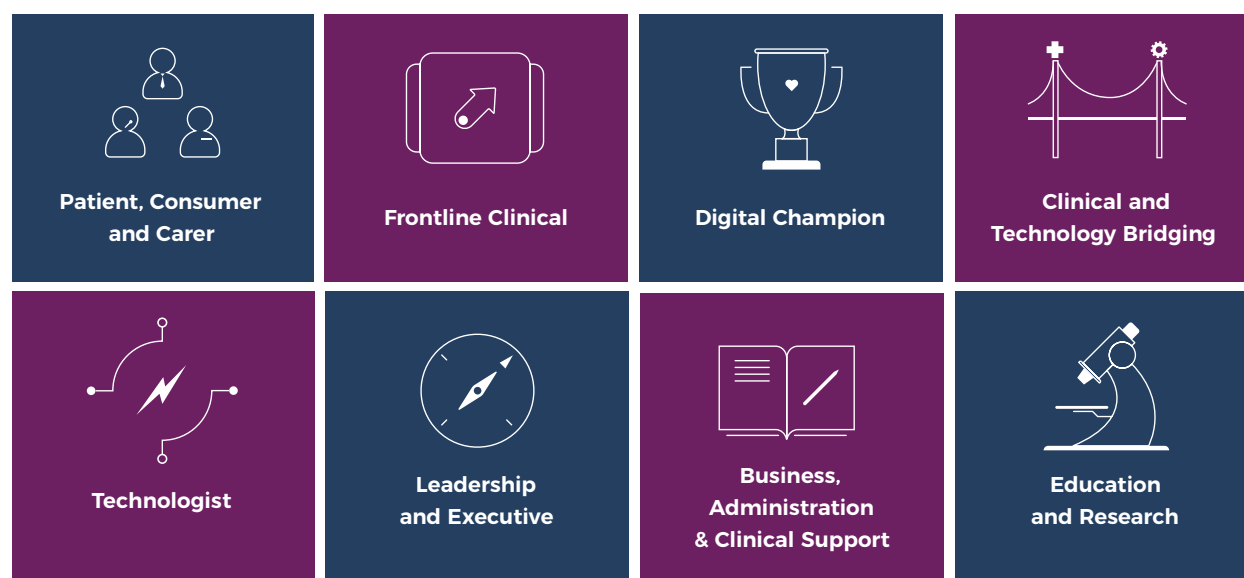 Patient, Consumer
and Carer
Frontline Clinical
Digital Champion
Clinical and
Technology Bridging
Technologist
Leadership
and Executive
Business,
Administration
& Clinical Support
Education
and Research